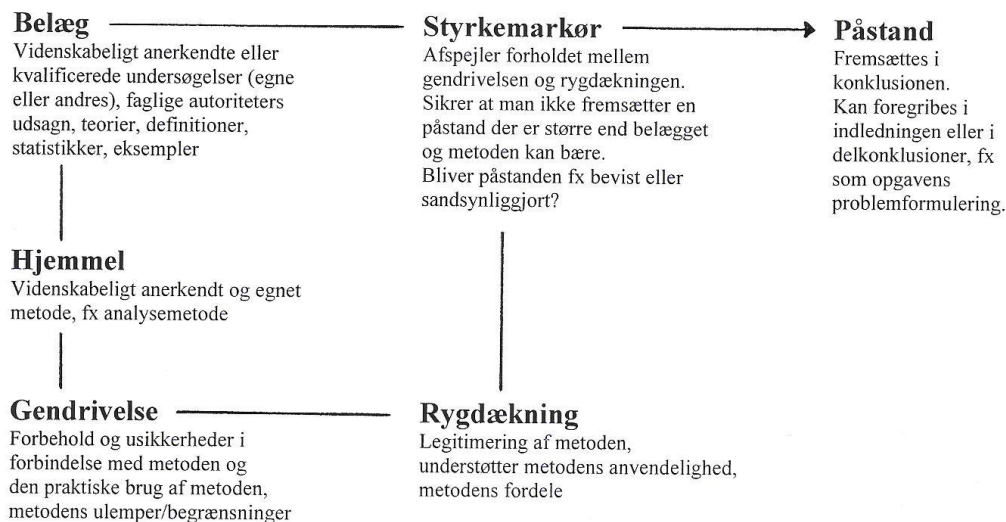 Belæg
Videnskabeligt anerkendte eller
kvalificerede undersøgelser (egne
eller andres), faglige autoriteters
udsagn, teorier, definitioner,
statistikker, eksempler
Styrkemarkør
Afspejler forholdet mellem
gendrivelsen og rygdækningen.
Sikrer at man ikke fremsætter en
påstand der er større end belægget
og metoden kan bære.
Bliver påstanden fx bevist eller
sandsynliggjort?
Påstand
Fremsættes i
konklusionen.
Kan foregribes i
indledningen eller i
delkonklusioner, fx
som opgavens
problemformulering.
Hjemmel
Videnskabeligt anerkendt og egnet
metode, fx analysemetode
Gendrivelse
Forbehold og usikkerheder i
forbindelse med metoden og
den praktiske brug af metoden,
metodens ulemper/begrænsninger
Rygdækning
Legitimering af metoden,
understøtter metodens anvendelighed,
metodens fordele